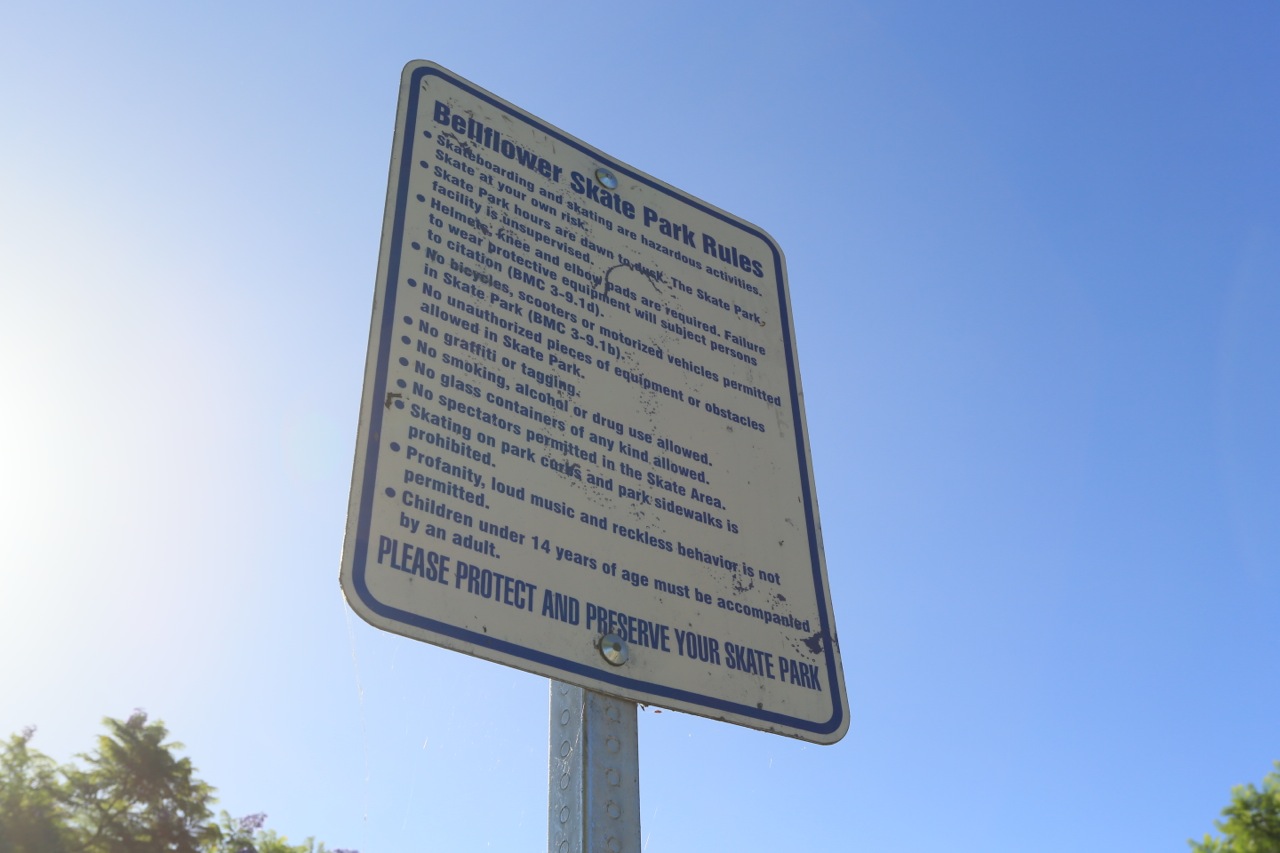 Bellflower Skate Park Rules
• Skateboarding and skating are hazardous activities.
Skate at your own risk.
• Skate Park hours are dawn to dusk. The Skate Park,
facility is unsupervised.
• Helmets, knee and elbow pads are required. Failure
to wear protective equipment will subject persons
to citation (BMC 3-9.1d).
• No bicycles, scooters or motorized vehicles permitted
in Skate Park (BMC 3-9.1b).
• No unauthorized pieces of equipment or obstacles
allowed in Skate Park.
• No graffiti or tagging.
• No smoking, alcohol or drug use allowed.
• No glass containers of any kind allowed.
• No spectators permitted in the Skate Area.
• Skating on park curbs and park sidewalks is
prohibited.
• Profanity, loud music and reckless behavior is not
permitted.
• Children under 14 years of age must be accompanied
by an adult.
PLEASE PROTECT AND PRESERVE YOUR SKATE PARK